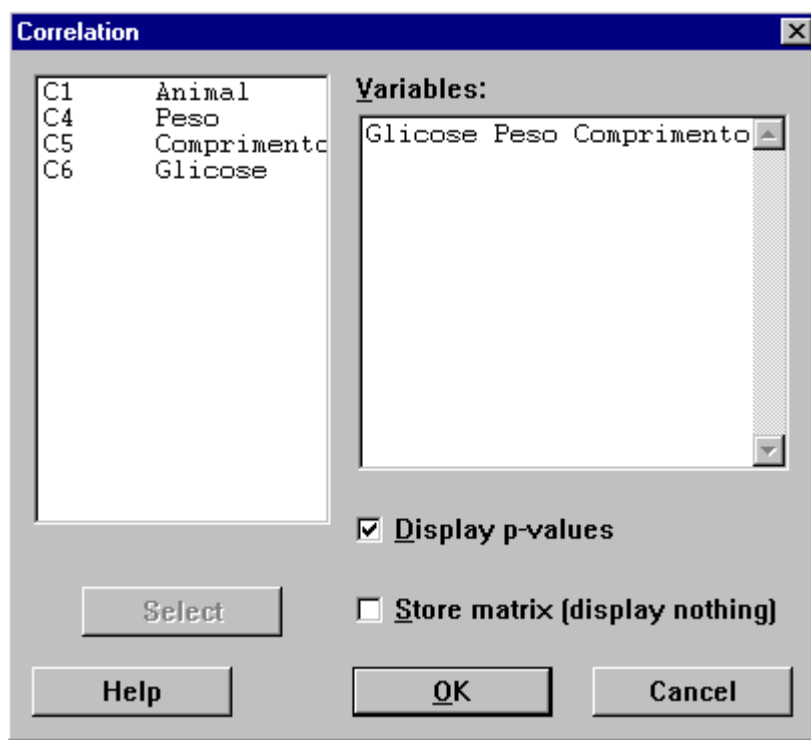 Correlation
C1 Animal
C4 Peso
C5 Comprimento
C6 Glicose
Variables:
Glicose Peso Comprimento
Display p-values
Store matrix (display nothing)
Select
Help
OK
Cancel